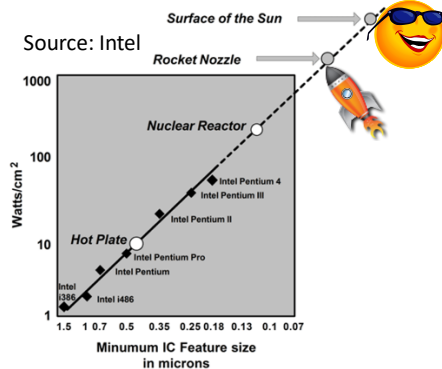 Surface of the Sun
Source: Intel
Rocket Nozzle
1000
Nuclear Reactor
100
Watts/cm2
Intel Pentium 4
Intel Pentium III
Intel Pentium II
Hot Plate
10
Intel Pentium Pro
Intel Pentium
Intel
i386
Intel i486
1
1.5 1 0.7 0.5 0.35 0.25 0.18 0.13 0.1 0.07
Minumum IC Feature size
in microns